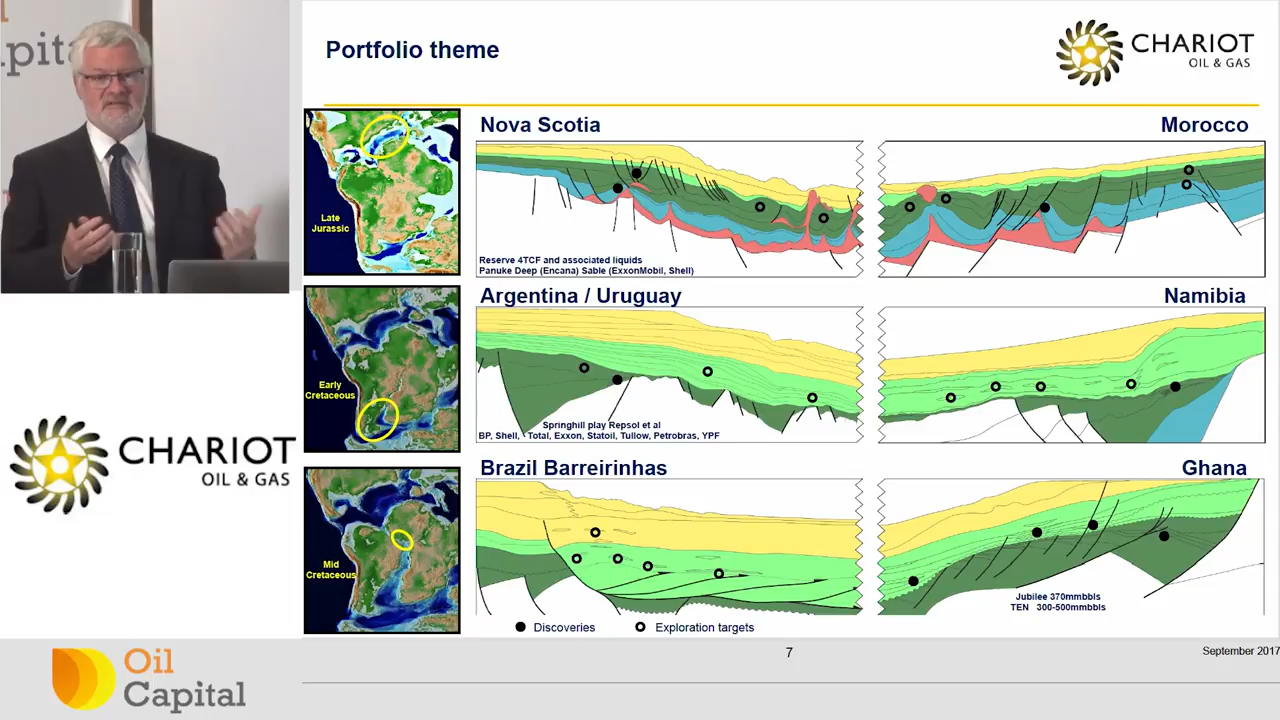 pita
Portfolio theme
CHARIOT
OIL & GAS
Late
Jurassic
Nova Scotia
Morocco
Reserve 4TCF and associated liquids
Panuke Deep (Encana) Sable (ExxonMobil, Shell)
Early
Cretaceous
Argentina / Uruguay
Namibia
Springhill play Repsol et al
BP, Shell, Total, Exxon, Statoil, Tullow, Petrobras, YPF
CHARIOT
OIL & GAS
Mid
Cretaceous
Brazil Barreirinhas
Ghana
Jubilee 370mmbbls
TEN 300-500mmbbls
Discoveries
Exploration targets
7
September 2017
Oil
Capital